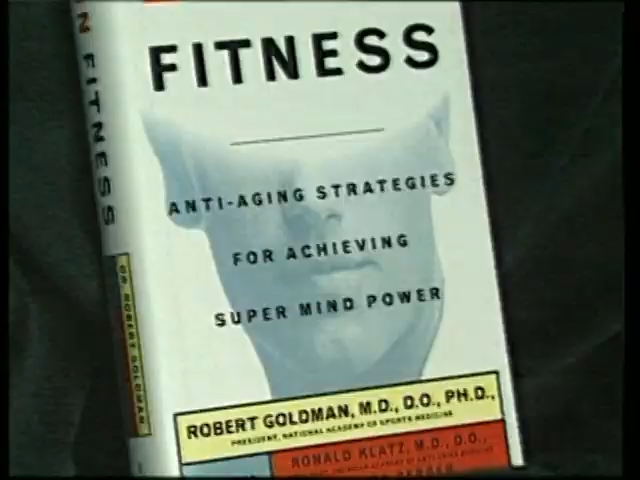 N FITNESS
DR. ROBERT GOLDMAN
FITNESS
ANTI-AGING STRATEGIES
FOR ACHIEVING
SUPER MIND POWER
ROBERT GOLDMAN, M.D., D.O., PH.D.,
PRESIDENT, NATIONAL ACADEMY OF SPORTS MEDICINE
RONALD KLATZ, M.D., D.O.,